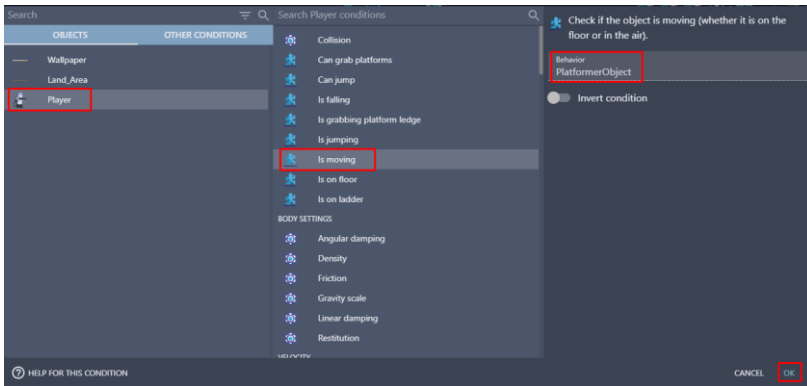 Search
OBJECTS
OTHER CONDITIONS
Wallpaper
Land_Area
Player
Search Player conditions
Collision
Can grab platforms
Can jump
Is falling
Is grabbing platform ledge
Is jumping
Is moving
Is on floor
Is on ladder
BODY SETTINGS
Angular damping
Density
Friction
Gravity scale
Linear damping
Restitution
VELOCITY
Check if the object is moving (whether it is on the
floor or in the air).
Behavior
PlatformerObject
Invert condition
HELP FOR THIS CONDITION
CANCEL
OK